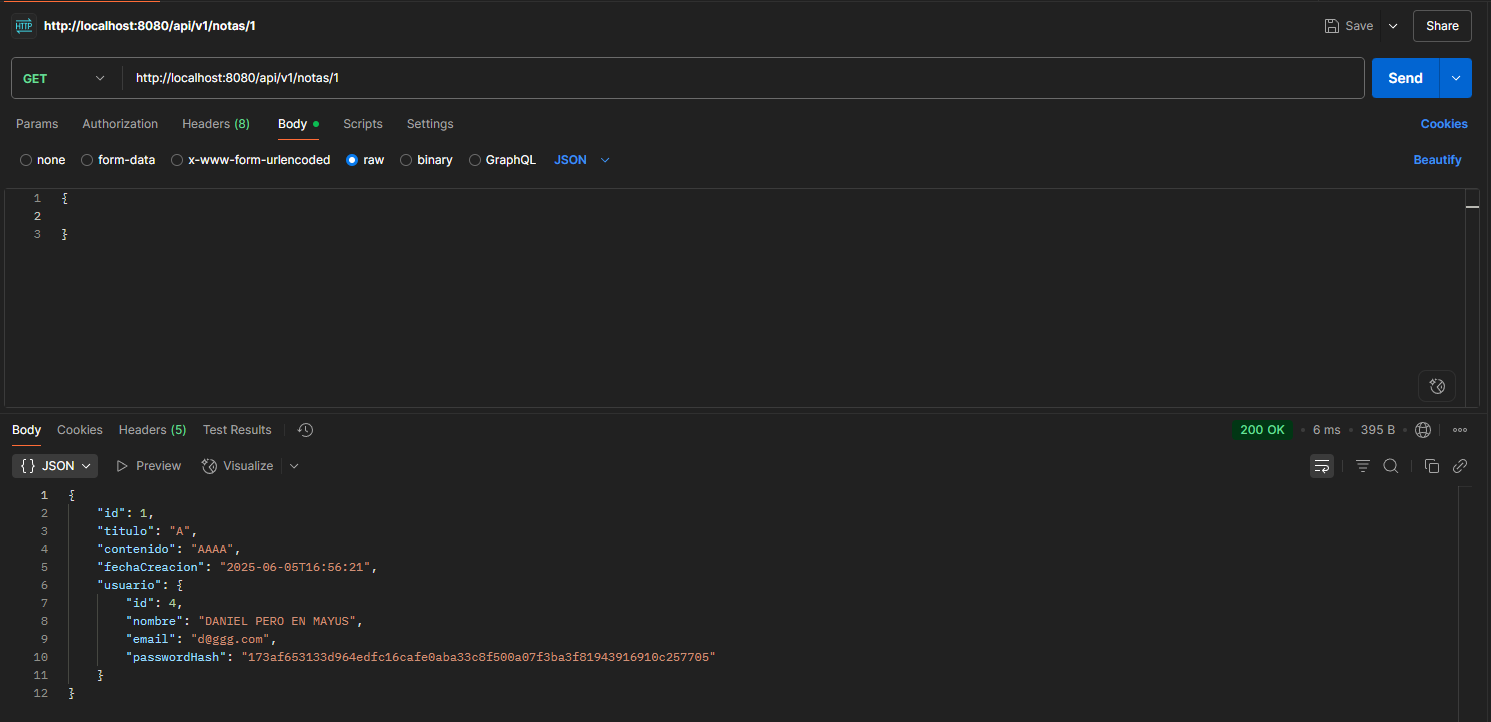 HTTP http://localhost:8080/api/v1/notas/1 Save Share
GET http://localhost:8080/api/v1/notas/1 Send
Params Authorization Headers (8) Body Scripts Settings Cookies
none form-data x-www-form-urlencoded raw binary GraphQL JSON Beautify
1 {
2
3 }
Body Cookies Headers (5) Test Results 200 OK • 6 ms • 395 B •
{} JSON Preview Visualize
1 {
2 "id": 1,
3 "titulo": "A",
4 "contenido": "AAAA",
5 "fechaCreacion": "2025-06-05T16:56:21",
6 "usuario": {
7 "id": 4,
8 "nombre": "DANIEL PERO EN MAYUS",
9 "email": "d@ggg.com",
10 "passwordHash": "173af653133d964edfc16cafe0aba33c8f500a07f3ba3f81943916910c257705"
11 }
12 }